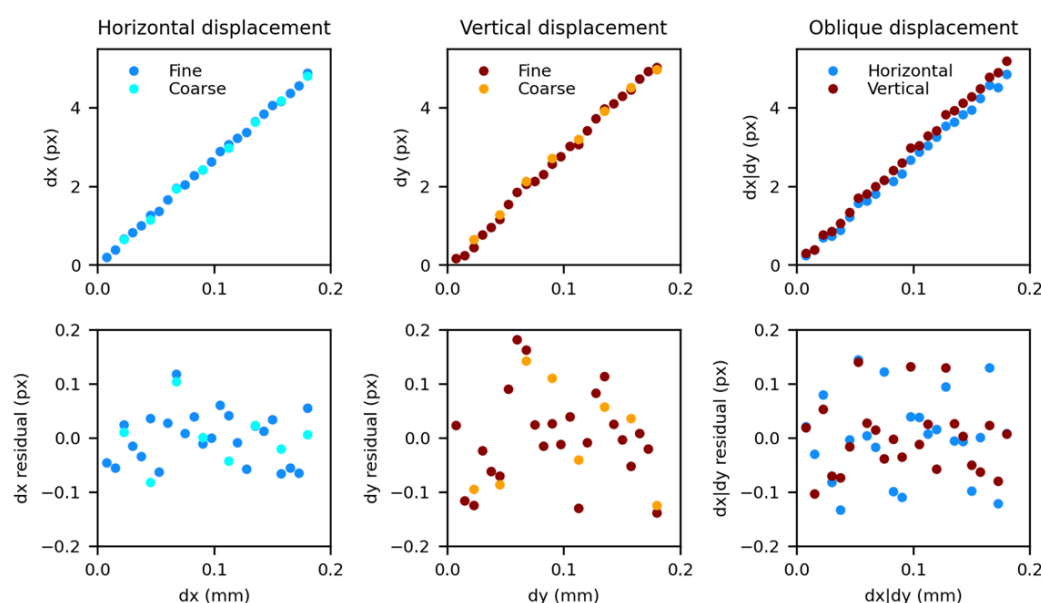 Horizontal displacement
Vertical displacement
Oblique displacement
Fine
Coarse
Fine
Coarse
Horizontal
Vertical
dx (px)
4
2
0
0.0
0.1
0.2
dy (px)
4
2
0
0.0
0.1
0.2
dx|dy (px)
4
2
0
0.0
0.1
0.2
dx residual (px)
0.2
0.1
0.0
−0.1
−0.2
0.0
0.1
0.2
dx (mm)
dy residual (px)
0.2
0.1
0.0
−0.1
−0.2
0.0
0.1
0.2
dy (mm)
dx|dy residual (px)
0.2
0.1
0.0
−0.1
−0.2
0.0
0.1
0.2
dx|dy (mm)